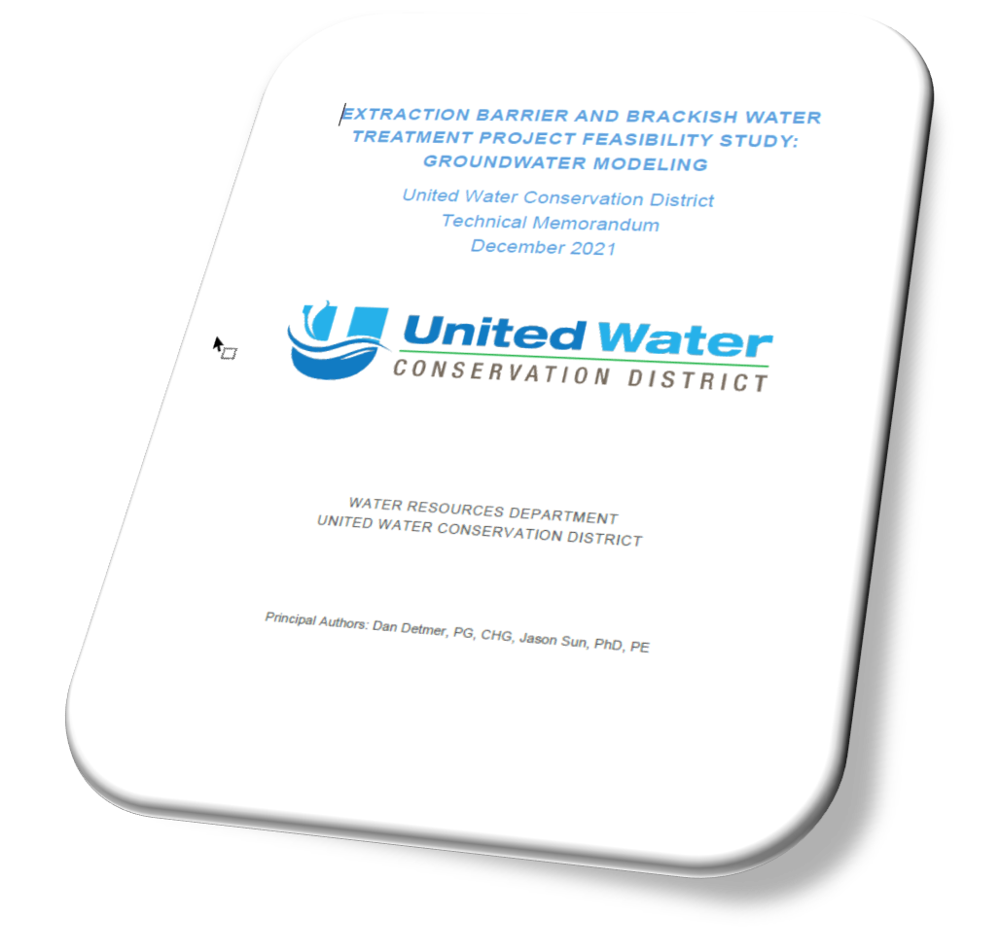 EXTRACTION BARRIER AND BRACKISH WATER
TREATMENT PROJECT FEASIBILITY STUDY:
GROUNDWATER MODELING
United Water Conservation District
Technical Memorandum
December 2021
United Water
CONSERVATION DISTRICT
WATER RESOURCES DEPARTMENT
UNITED WATER CONSERVATION DISTRICT
Principal Authors: Dan Detmer, PG, CHG, Jason Sun, PhD, PE